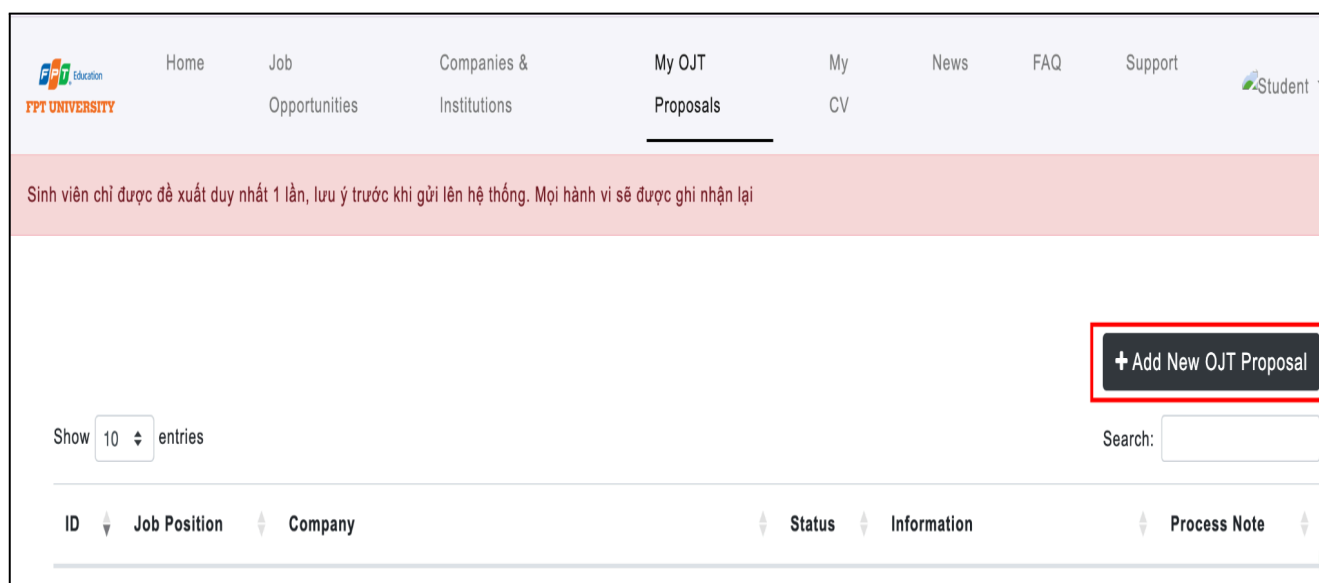 FPT Education
FPT UNIVERSITY
Home
Job
Opportunities
Companies &
Institutions
My OJT
Proposals
My
CV
News
FAQ
Support
Student
Sinh viên chỉ được đề xuất duy nhất 1 lần, lưu ý trước khi gửi lên hệ thống. Mọi hành vi sẽ được ghi nhận lại
+ Add New OJT Proposal
Show 10 entries
Search:
ID Job Position Company Status Information Process Note